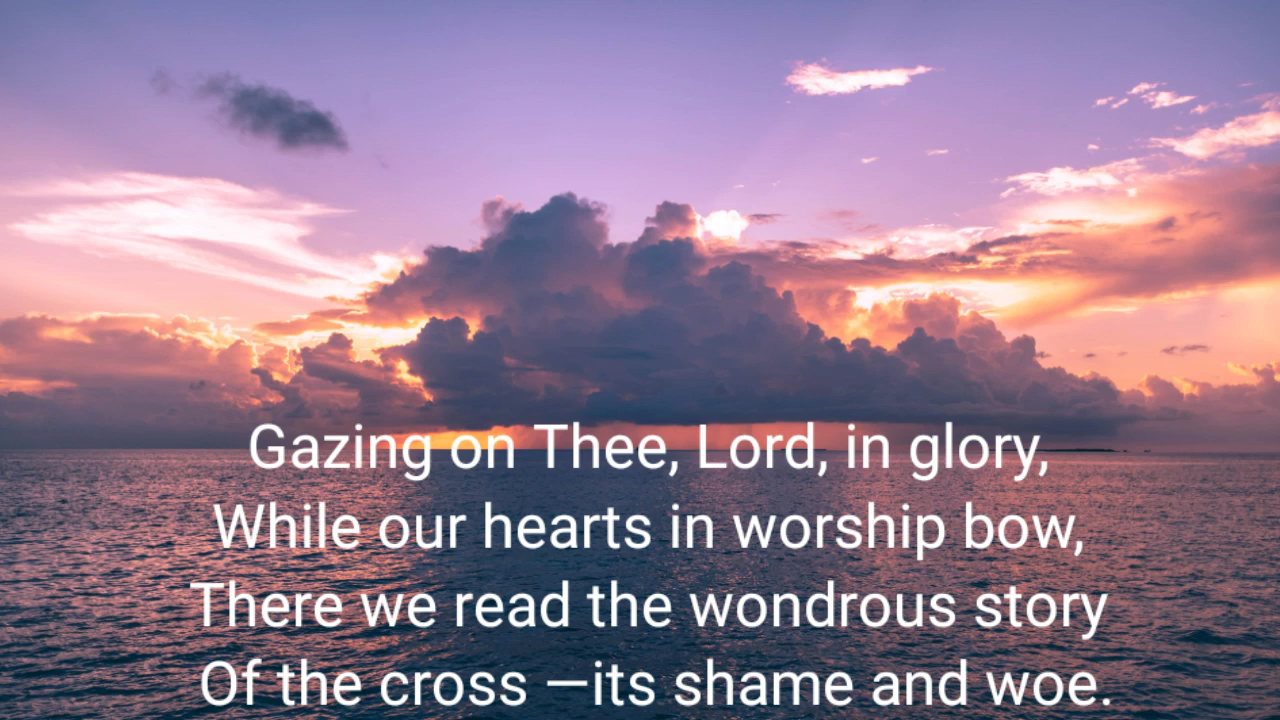 Gazing on Thee, Lord, in glory,
While our hearts in worship bow,
There we read the wondrous story
Of the cross —its shame and woe.